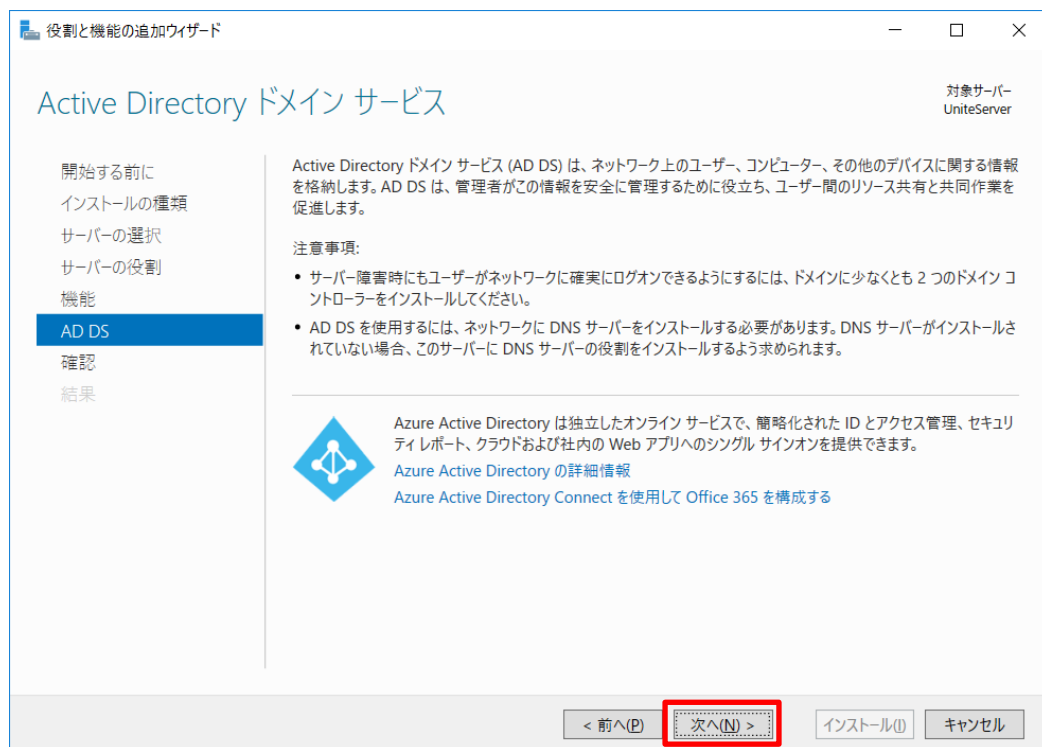 役割と機能の追加ウィザード
Active Directory ドメイン サービス
対象サーバー
UniteServer
開始する前に
インストールの種類
サーバーの選択
サーバーの役割
機能
AD DS
確認
結果
Active Directory ドメイン サービス (AD DS) は、ネットワーク上のユーザー、コンピューター、その他のデバイスに関する情報
を格納します。AD DS は、管理者がこの情報を安全に管理するために役立ち、ユーザー間のリソース共有と共同作業を
促進します。
注意事項:
• サーバー障害時にもユーザーがネットワークに確実にログオンできるようにするには、ドメインに少なくとも 2 つのドメイン コ
ントローラーをインストールしてください。
• AD DS を使用するには、ネットワークに DNS サーバーをインストールする必要があります。DNS サーバーがインストールさ
れていない場合、このサーバーに DNS サーバーの役割をインストールするよう求められます。
Azure Active Directory は独立したオンライン サービスで、簡略化された ID とアクセス管理、セキュリ
ティ レポート、クラウドおよび社内の Web アプリへのシングル サインオンを提供できます。
Azure Active Directory の詳細情報
Azure Active Directory Connect を使用して Office 365 を構成する
< 前へ(P)
次へ(N) >
インストール(I)
キャンセル